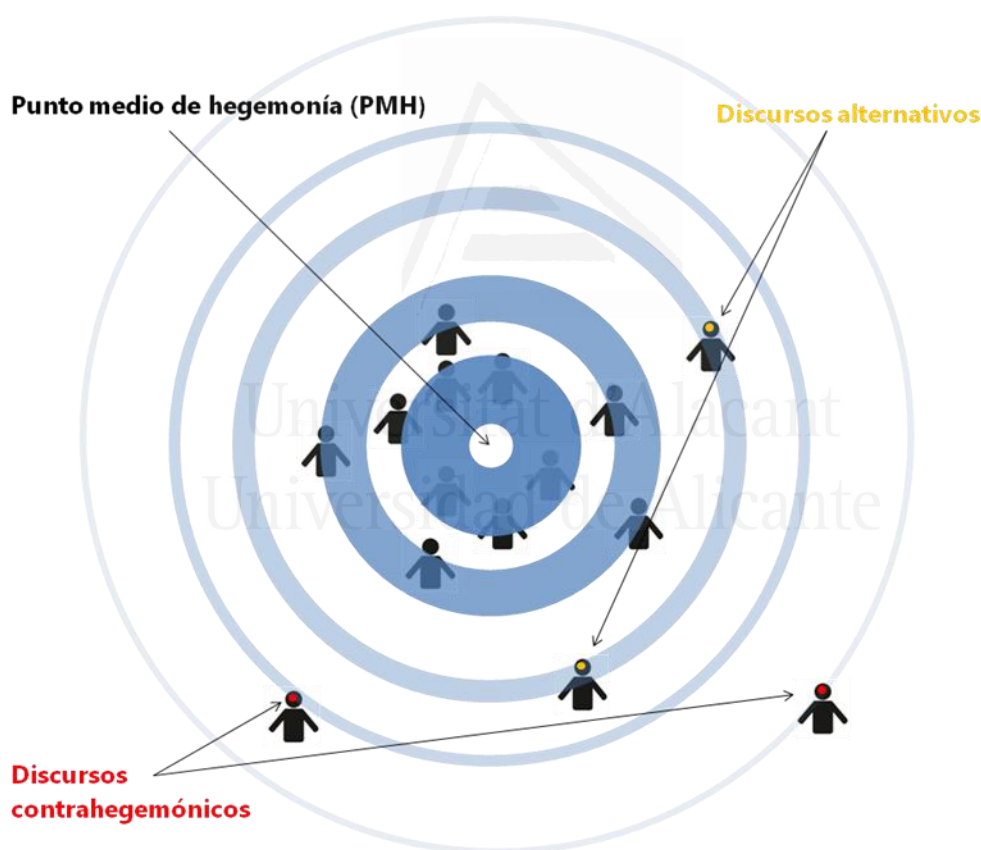 Punto medio de hegemonía (PMH)
Discursos alternativos
Universitat d'Alacant
Universidad de Alicante
Discursos
contrahegemónicos